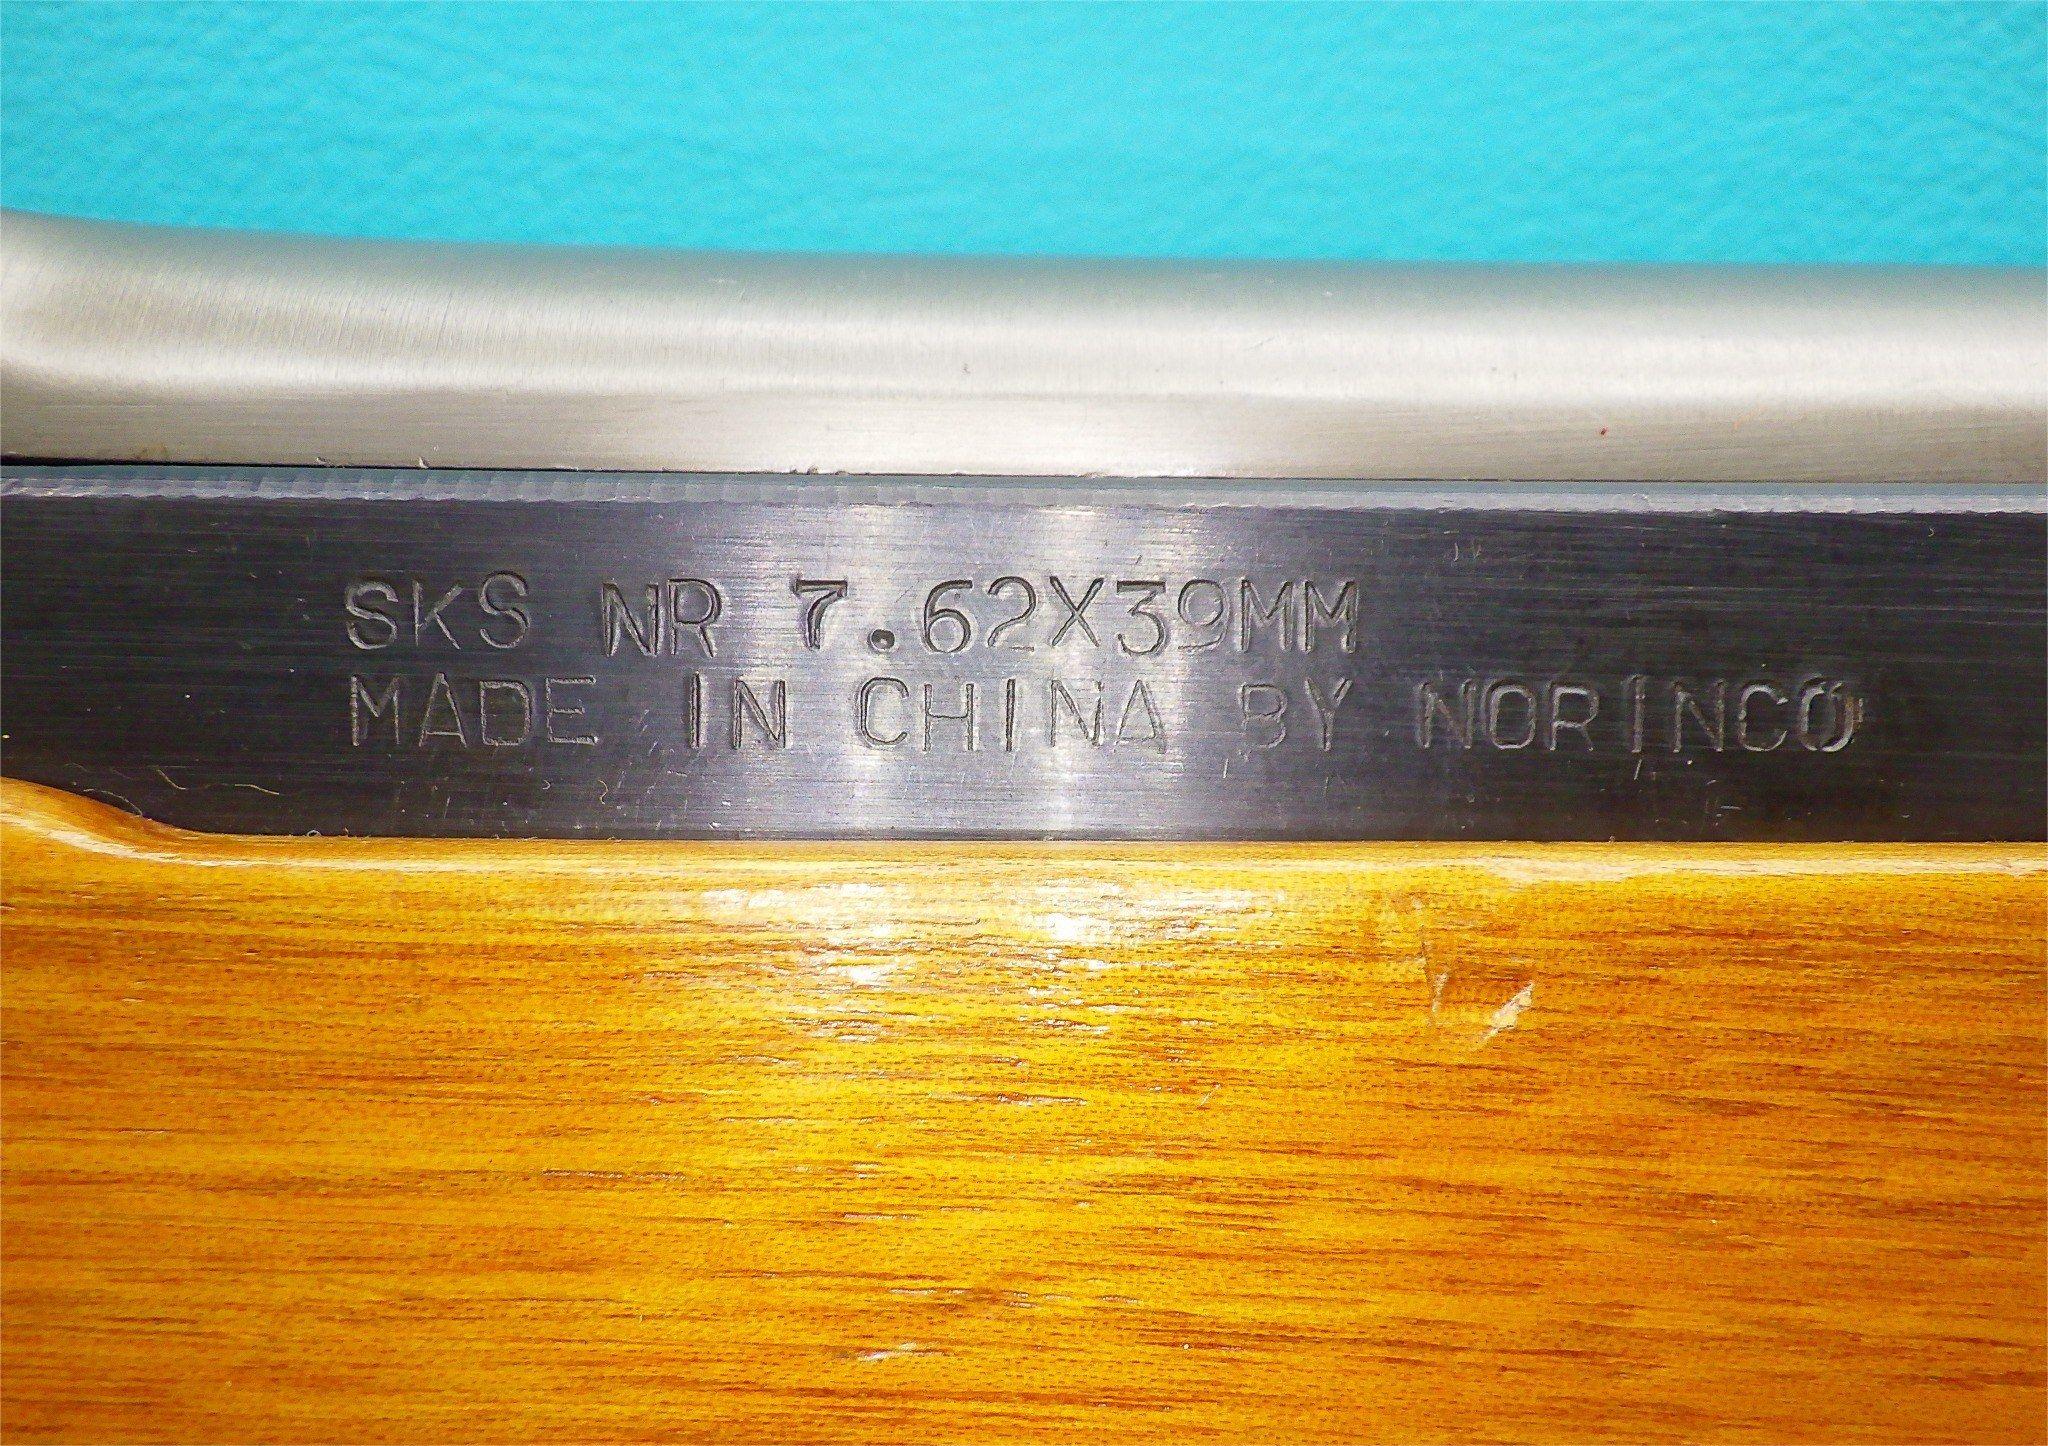 SKS NR 7.62X39MM
MADE IN CHINA BY NORINCO